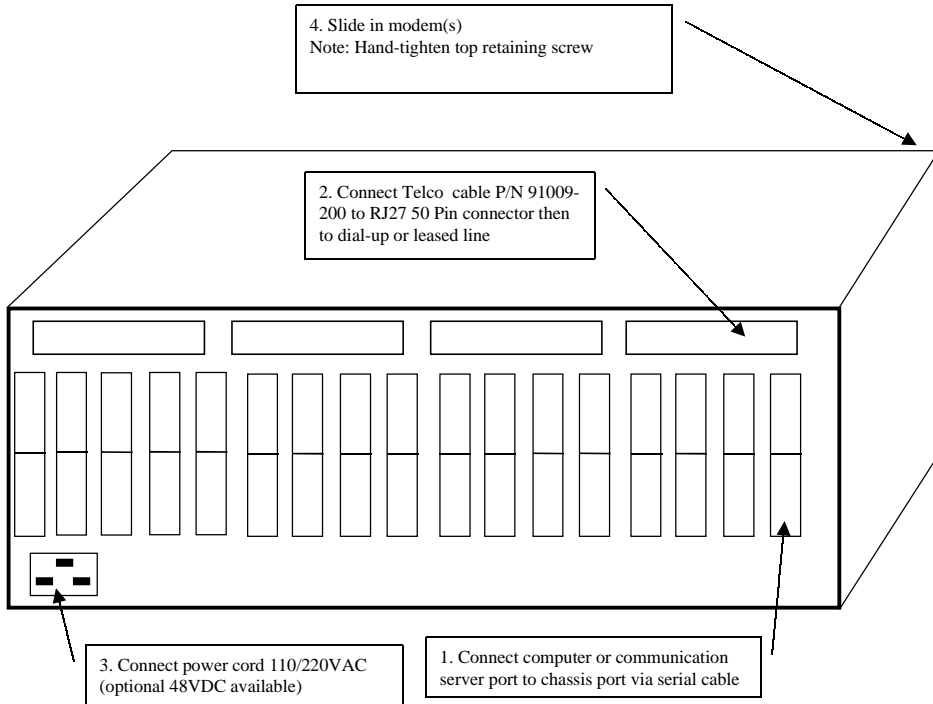 4. Slide in modem(s)
Note: Hand-tighten top retaining screw
2. Connect Telco cable P/N 91009-
200 to RJ27 50 Pin connector then
to dial-up or leased line
3. Connect power cord 110/220VAC
(optional 48VDC available)
1. Connect computer or communication
server port to chassis port via serial cable